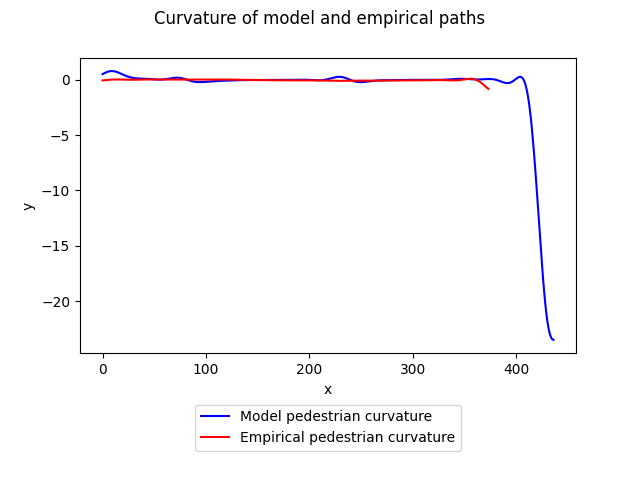 Curvature of model and empirical paths
0
−5
−10
−15
−20
y
0 100 200 300 400
x
Model pedestrian curvature
Empirical pedestrian curvature